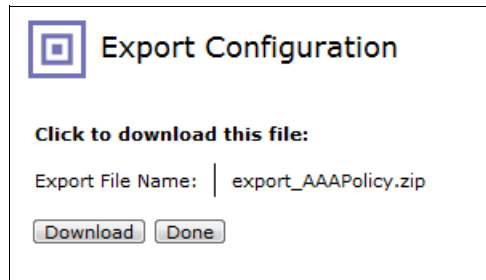 Export Configuration
Click to download this file:
Export File Name: export_AAAPolicy.zip
Download Done